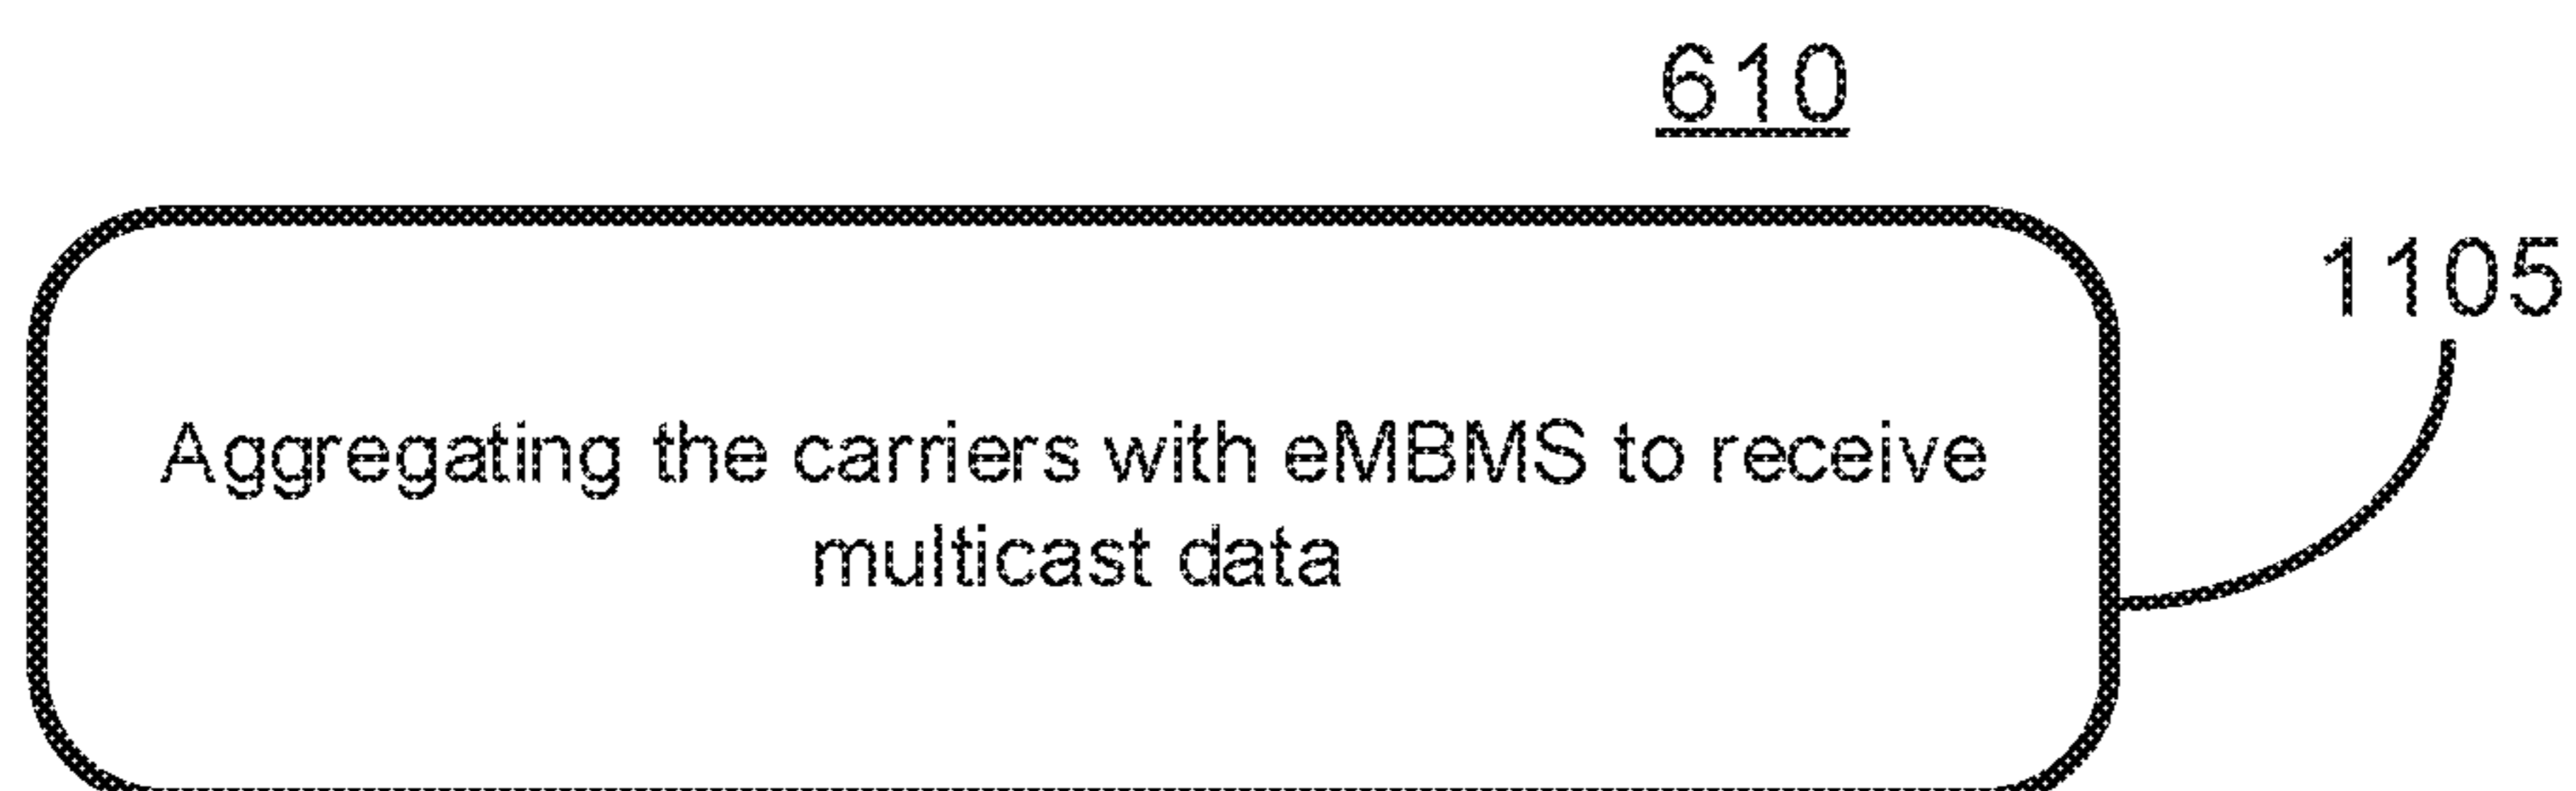 610
1105
Aggregating the carriers with eMBMS to receive
multicast data